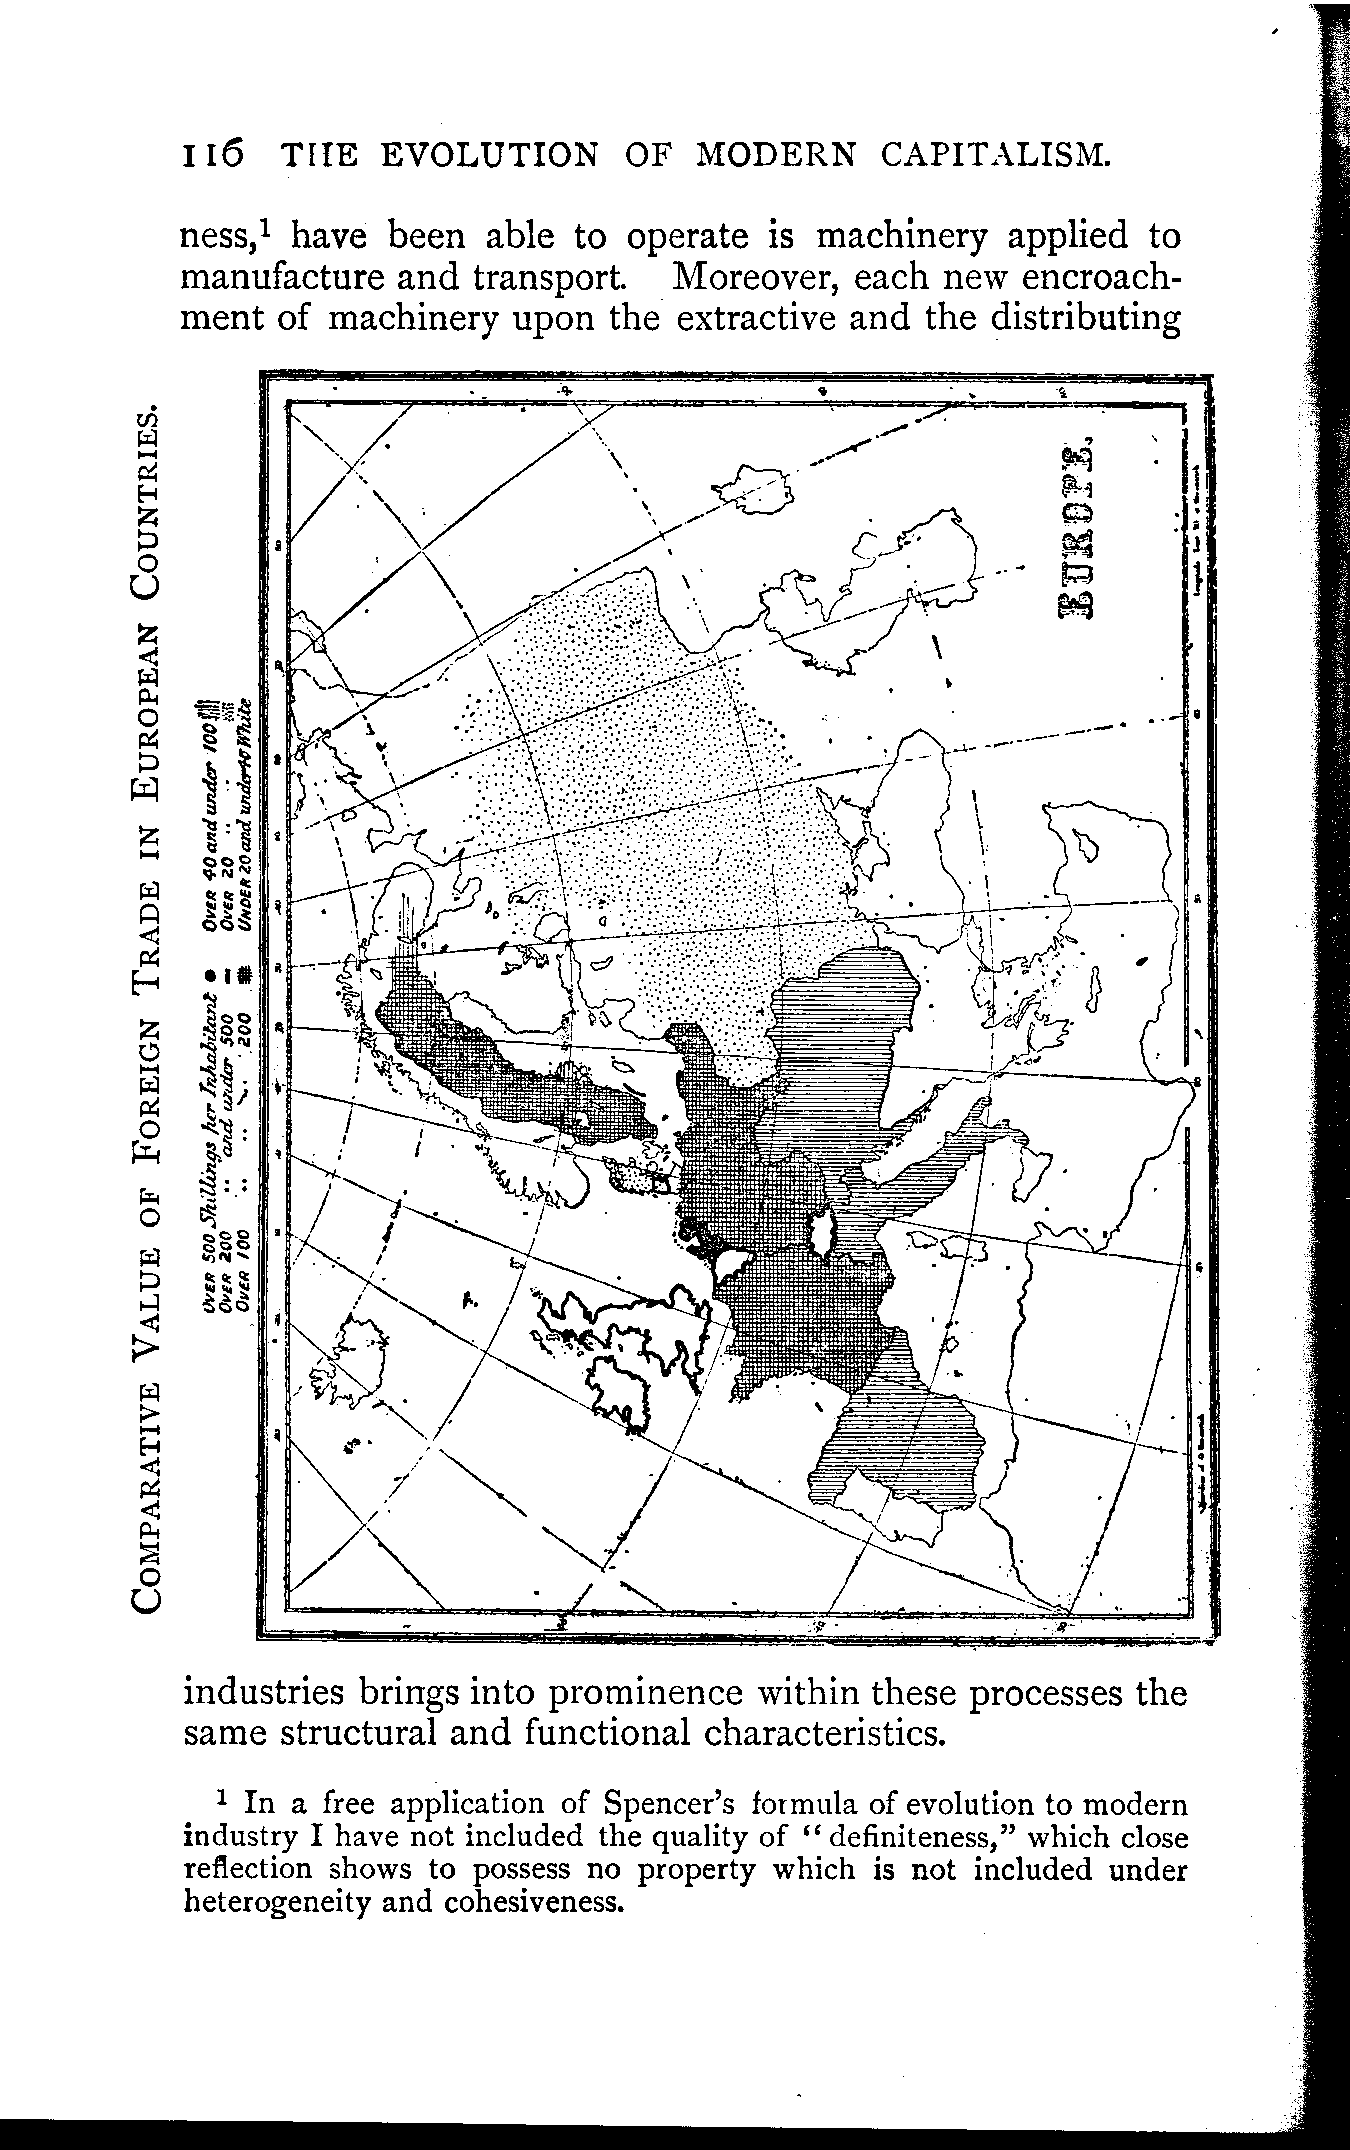 116 THE EVOLUTION OF MODERN CAPITALISM.
ness,¹ have been able to operate is machinery applied to
manufacture and transport. Moreover, each new encroach-
ment of machinery upon the extractive and the distributing
COMPARATIVE VALUE OF FOREIGN TRADE IN EUROPEAN COUNTRIES.
OVER 500 Shillings per Inhabitant
OVER 200 .. and under 500
OVER 100 .. .. .. 200
OVER 40 and under 100
OVER 20 .. .
UNDER 20 and under White
EUROPE.
industries brings into prominence within these processes the
same structural and functional characteristics.
¹ In a free application of Spencer's formula of evolution to modern
industry I have not included the quality of “definiteness,” which close
reflection shows to possess no property which is not included under
heterogeneity and cohesiveness.